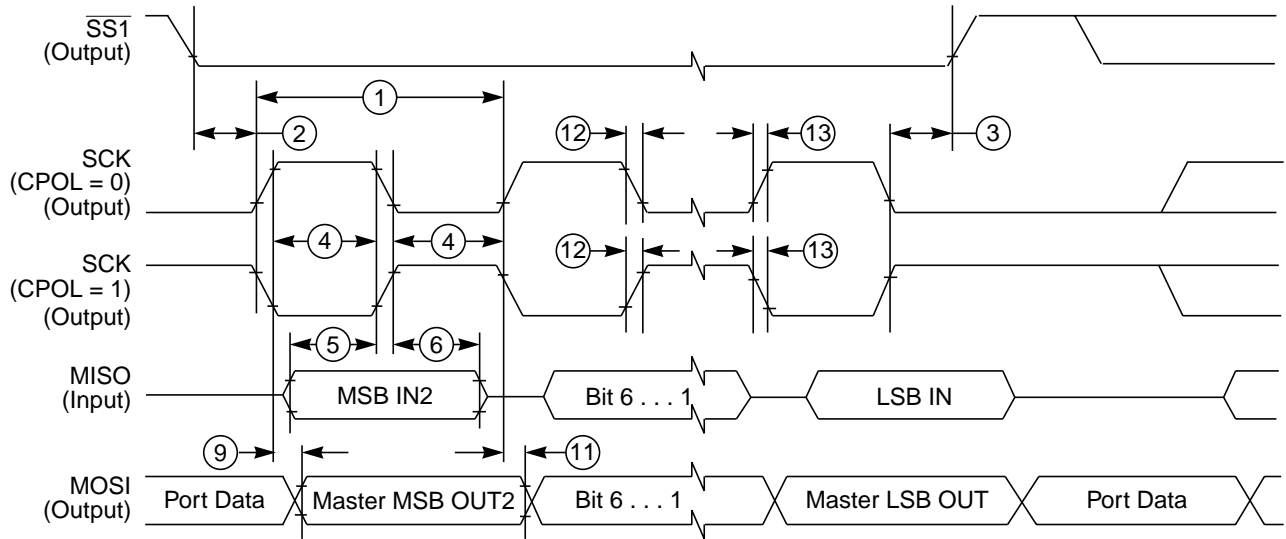 SS1
(Output)
1
2
12
13
3
SCK
(CPOL = 0)
(Output)
4
4
12
13
SCK
(CPOL = 1)
(Output)
5
6
MISO
(Input)
MSB IN2
Bit 6 . . . 1
LSB IN
9
11
MOSI
(Output)
Port Data
Master MSB OUT2
Bit 6 . . . 1
Master LSB OUT
Port Data